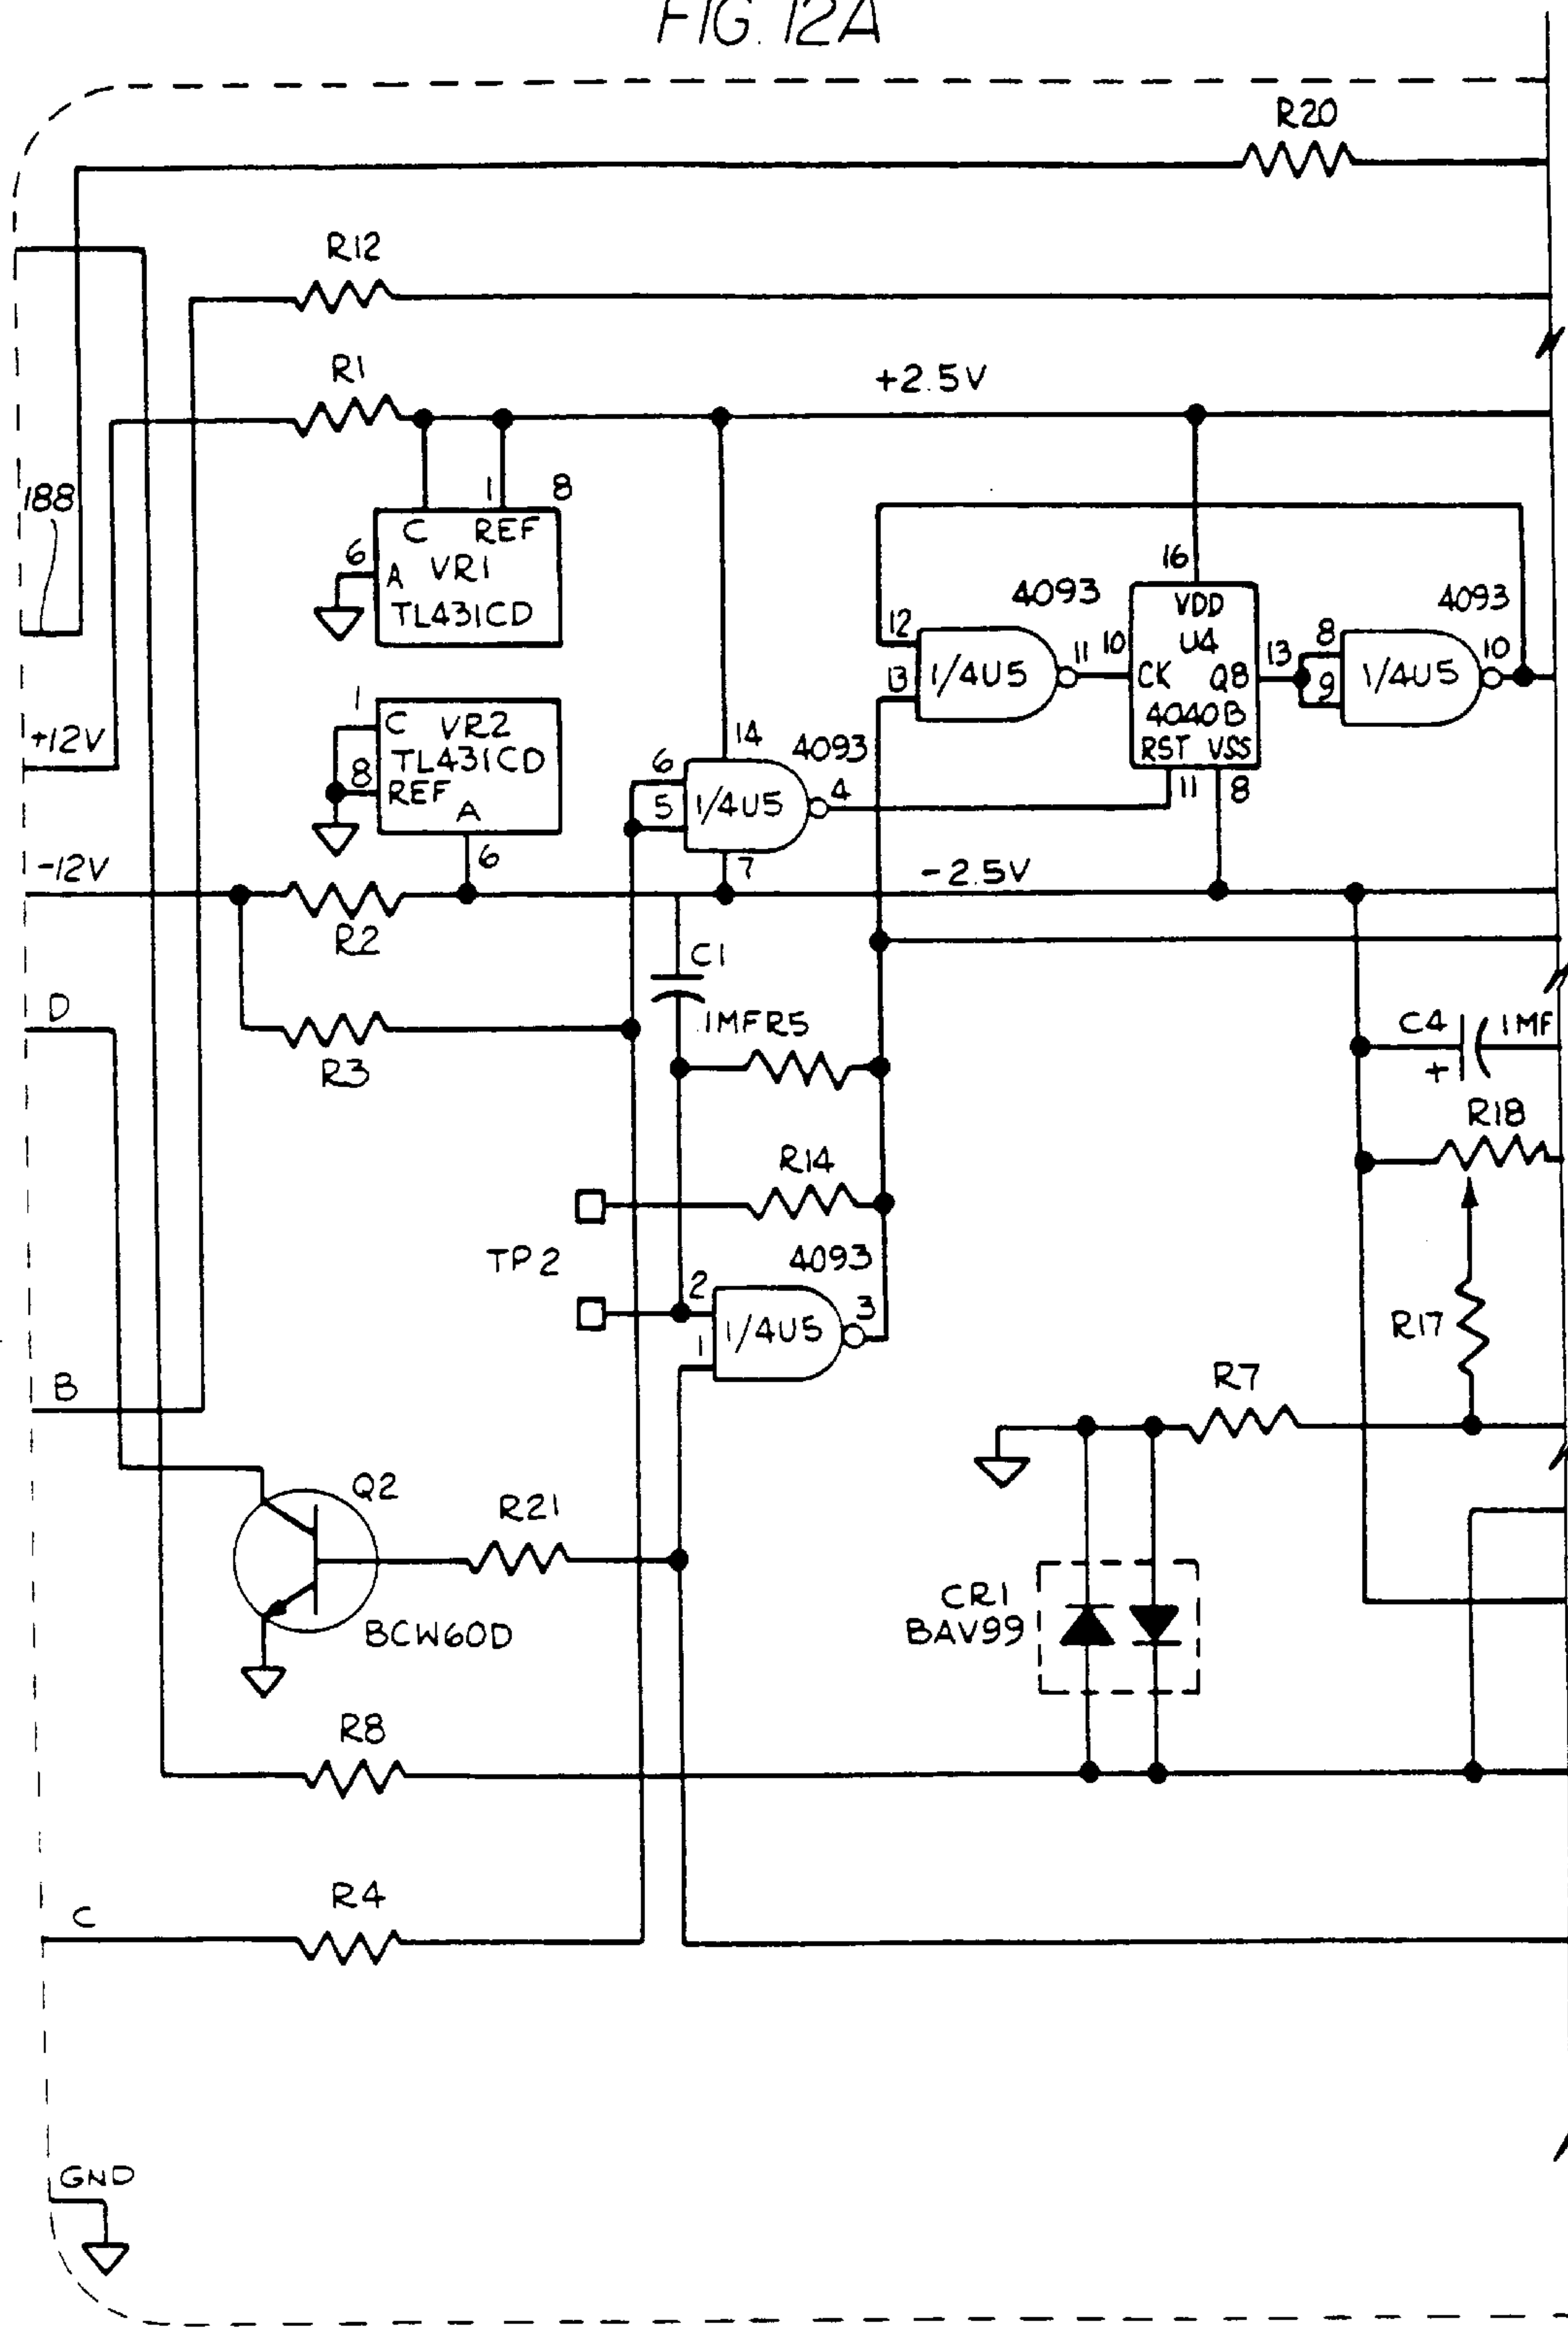 FIG. 12A
R20
R12
R1
+2.5V
188
1 8
C REF
6
A VR1
TL431CD
16
4093
VDD
4093
12
U4
8
10
11 10
13
1/4U5
CK Q8
1/4U5
13
9
4040B
RST VSS
11 8
1
C VR2
+12V
TL431CD
8
REF
A
6
14
4093
6
4
5
1/4U5
7
-12V
-2.5V
R2
C1
D
.1MF R5
C4 .1MF
+
R3
R18
R14
TP2
4093
2
3
1/4U5
1
R17
B
R7
Q2
R21
CR1
BAV99
BCW60D
R8
R4
C
GND